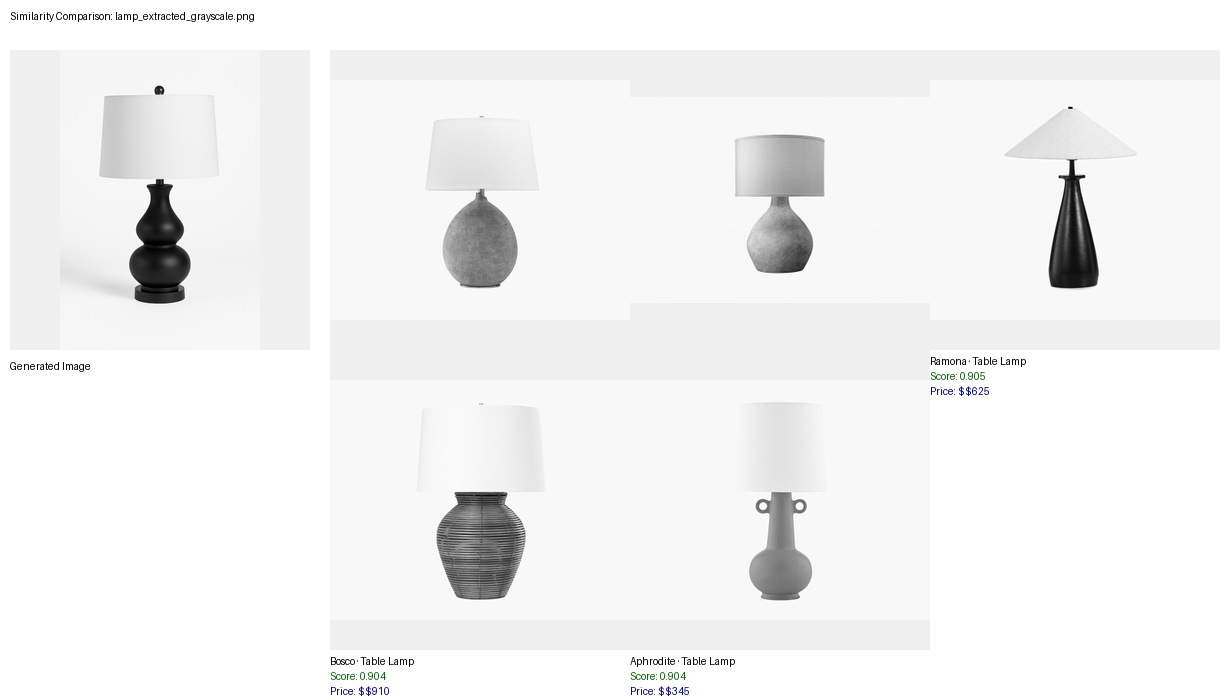 Similarity Comparison: lamp_extracted_grayscale.png
Generated Image
Ramona · Table Lamp
Score: 0.905
Price: $$625
Bosco · Table Lamp
Score: 0.904
Price: $$910
Aphrodite · Table Lamp
Score: 0.904
Price: $$345